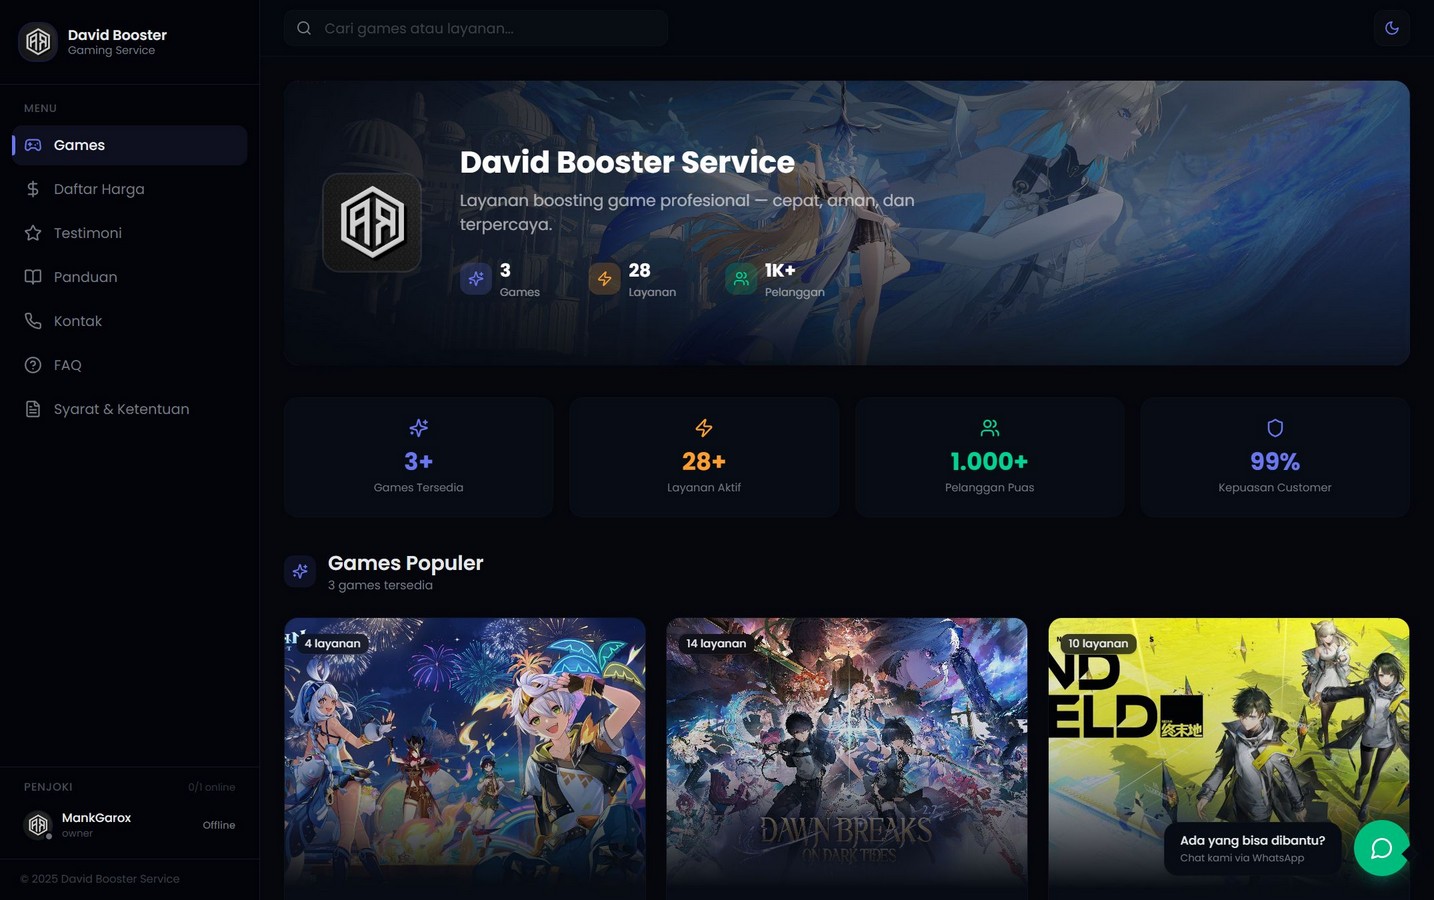 David Booster
Gaming Service
Cari games atau layanan...
MENU
Games
Daftar Harga
Testimoni
Panduan
Kontak
FAQ
Syarat & Ketentuan
PENJOKI
0/1 online
MankGarox
owner
Offline
© 2025 David Booster Service
David Booster Service
Layanan boosting game profesional — cepat, aman, dan
terpercaya.
3
Games
28
Layanan
1K+
Pelanggan
3+
Games Tersedia
28+
Layanan Aktif
1.000+
Pelanggan Puas
99%
Kepuasan Customer
Games Populer
3 games tersedia
4 layanan
14 layanan
DAWN BREAKS
ON DARK TIDES
10 layanan
ND
ELD
終末地
Ada yang bisa dibantu?
Chat kami via WhatsApp